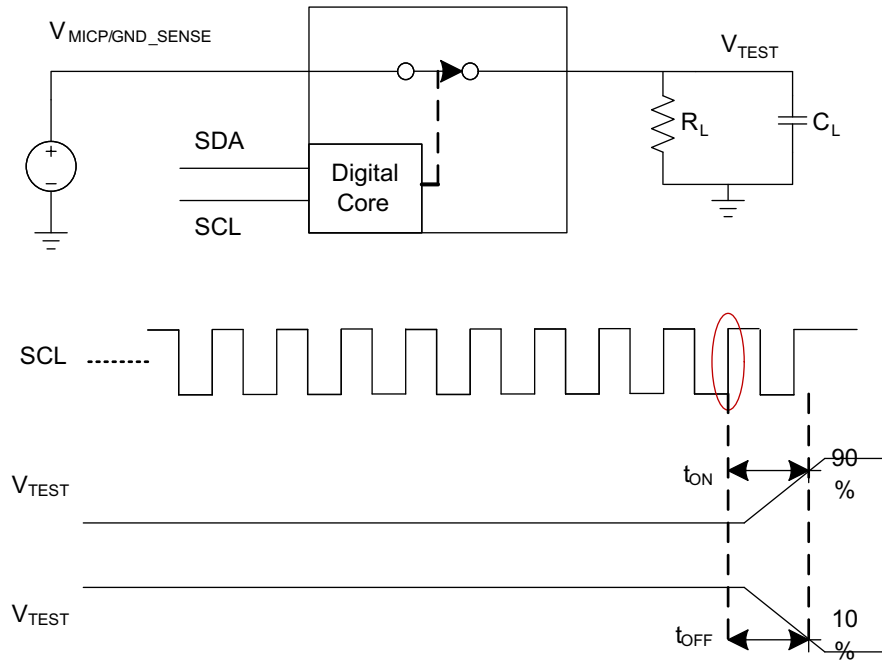 V MICP/GND_SENSE
V TEST
+
−
SDA
SCL
Digital
Core
R L
C L
SCL
V TEST
t ON
90
%
V TEST
t OFF
10
%